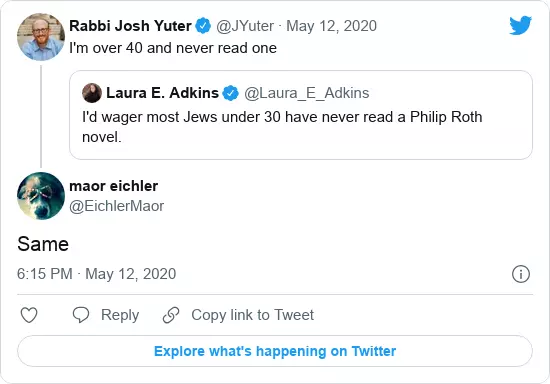 Rabbi Josh Yuter @JYuter · May 12, 2020
I'm over 40 and never read one
Laura E. Adkins @Laura_E_Adkins
I'd wager most Jews under 30 have never read a Philip Roth
novel.
maor eichler
@EichlerMaor
Same
6:15 PM · May 12, 2020
Reply Copy link to Tweet
Explore what's happening on Twitter